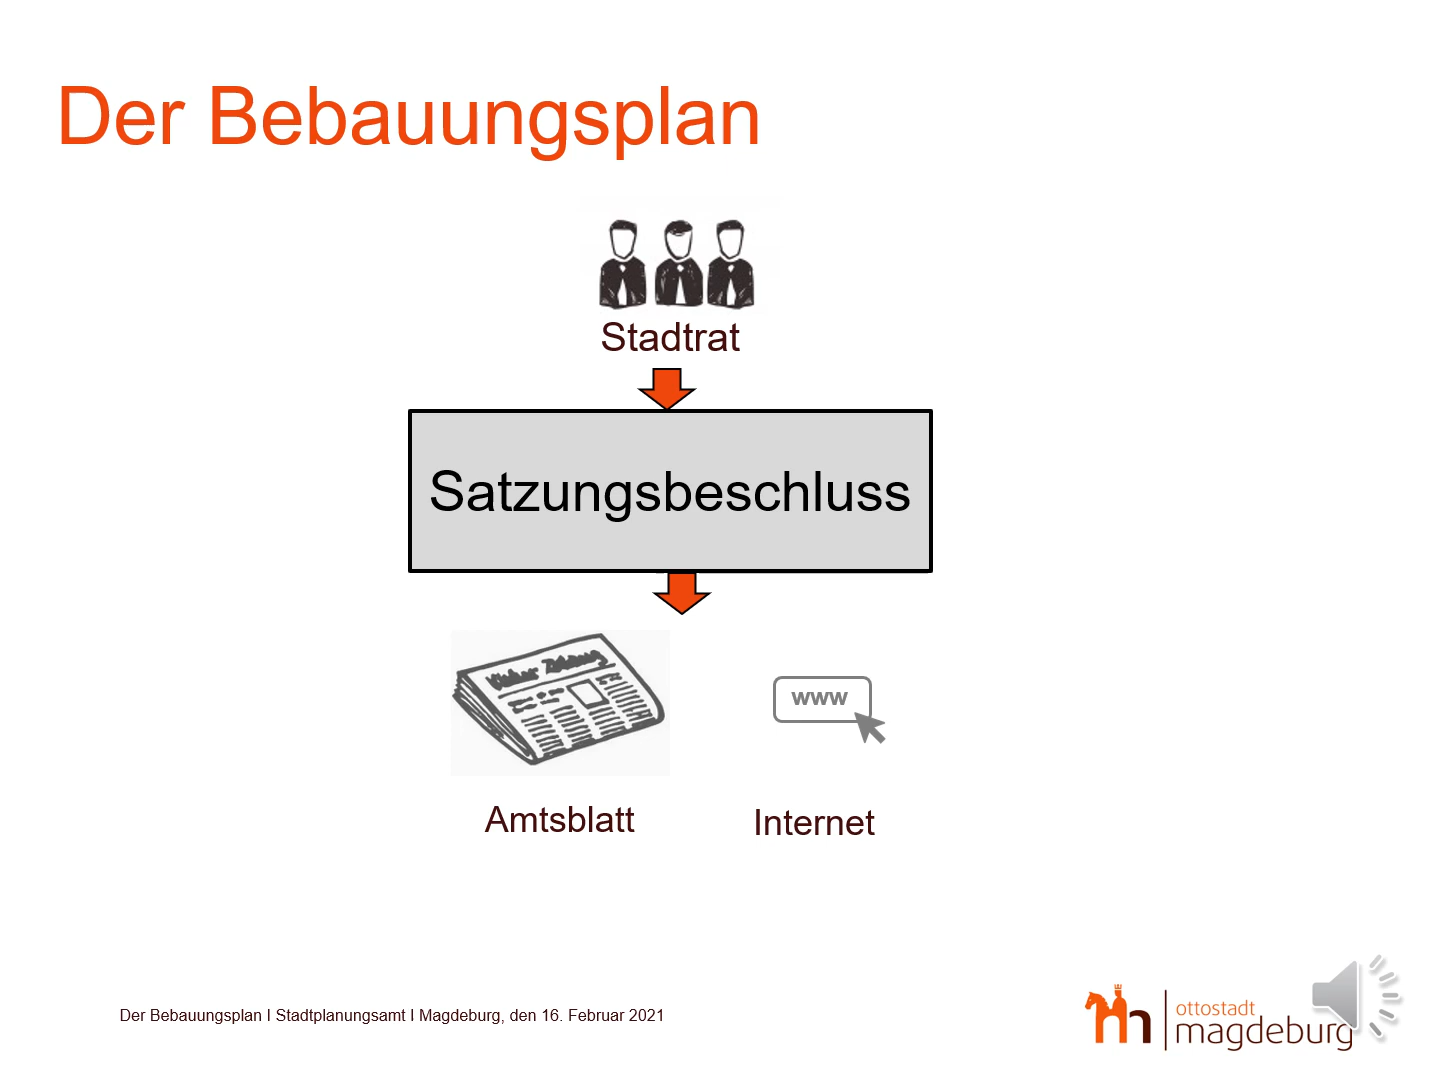 Der Bebauungsplan
Stadtrat
Satzungsbeschluss
www
Amtsblatt
Internet
Der Bebauungsplan I Stadtplanungsamt I Magdeburg, den 16. Februar 2021
ottostadt
magdeburg